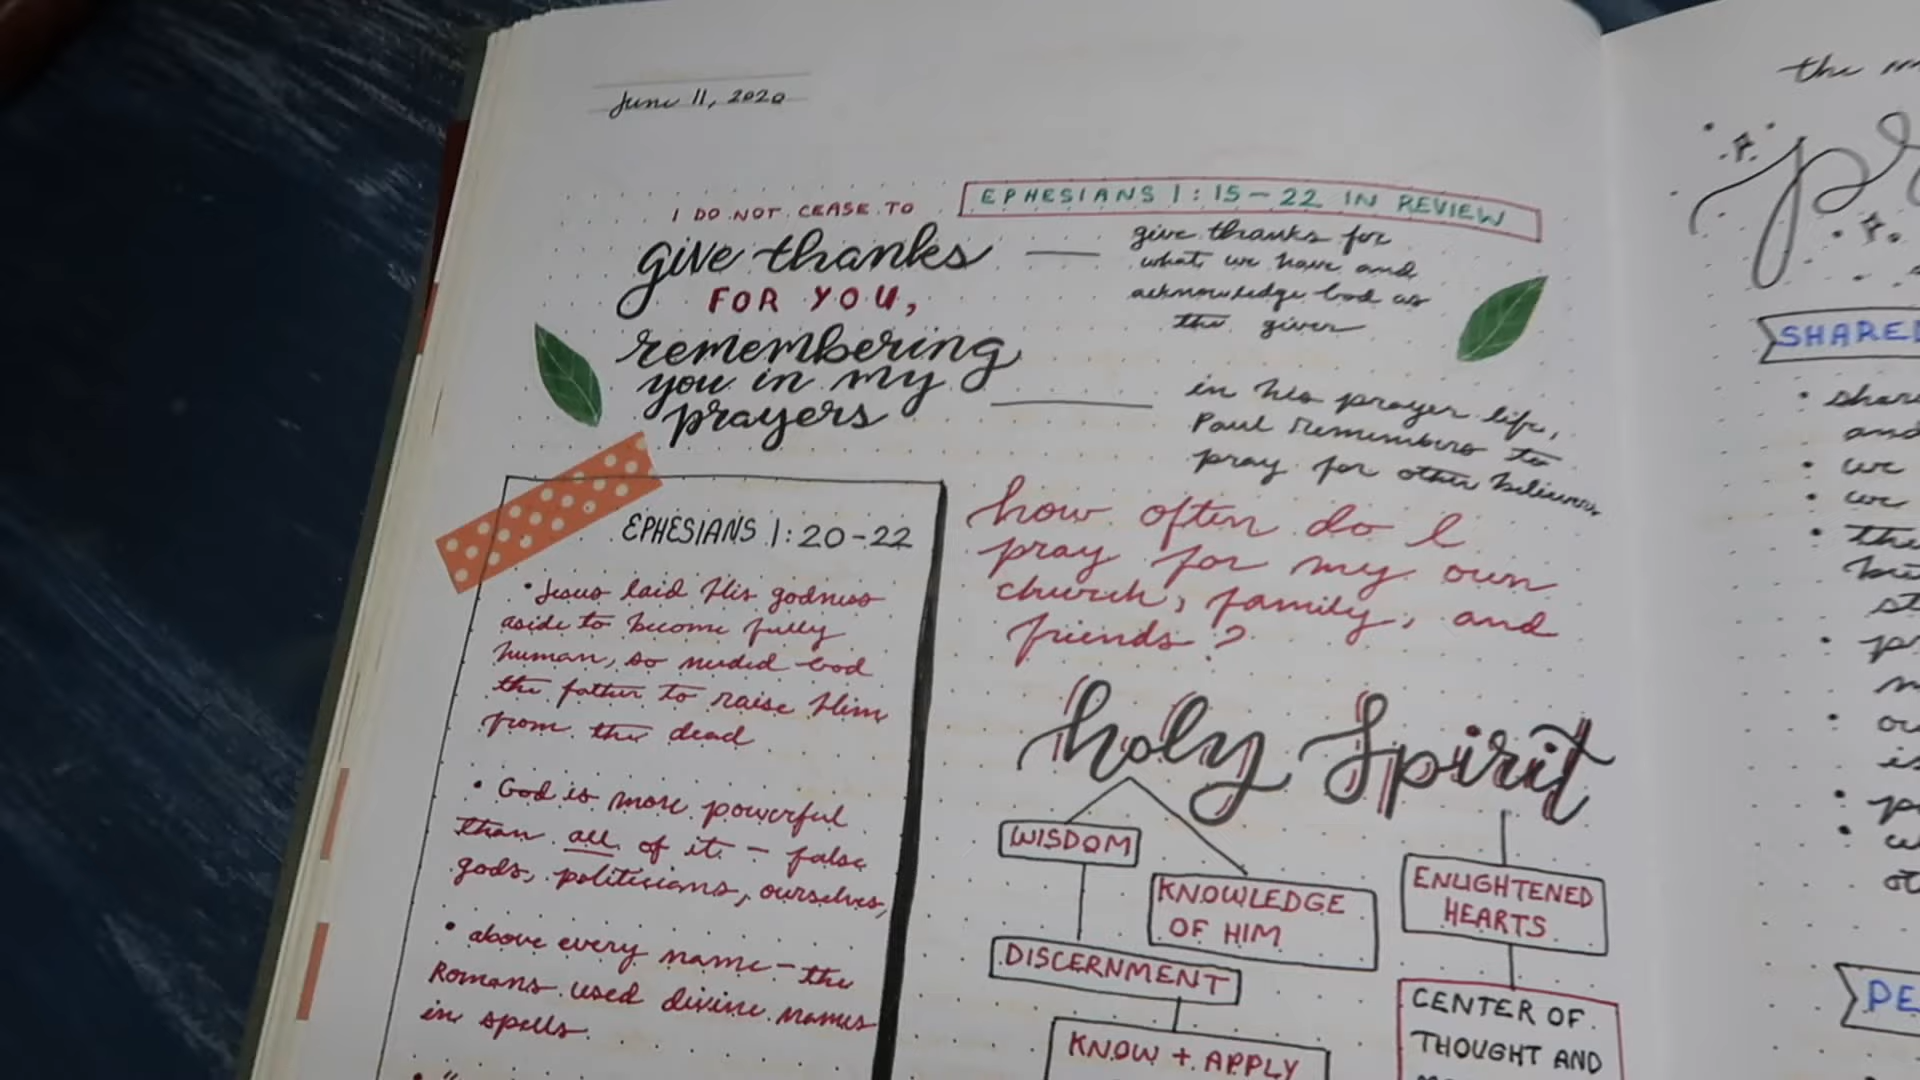 June 11, 2020
EPHESIANS 1:15-22 IN REVIEW
I DO NOT CEASE TO
give thanks
FOR YOU,
remembering
you in my
prayers
give thanks for
what we have and
acknowledge God as
the giver
in his prayer life,
Paul remembers to
pray for other believers
how often do I
pray for my own
church, family, and
friends?
EPHESIANS 1:20-22
• Jesus laid His godness
aside to become fully
human, so needed God
the father to raise Him
from the dead
• God is more powerful
than all of it - false
gods, politicians, ourselves,
• above every name - the
Romans used divine names
in spells.
holy Spirit
WISDOM
KNOWLEDGE
OF HIM
DISCERNMENT
KNOW + APPLY
ENLIGHTENED
HEARTS
CENTER OF
THOUGHT AND
the
SHARED
•
and
• we
• we
• the
•
•
is
•
•